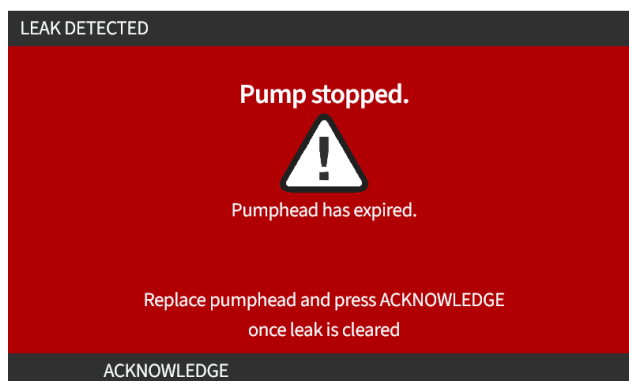 LEAK DETECTED
Pump stopped.
!
Pumphead has expired.
Replace pumphead and press ACKNOWLEDGE
once leak is cleared
ACKNOWLEDGE